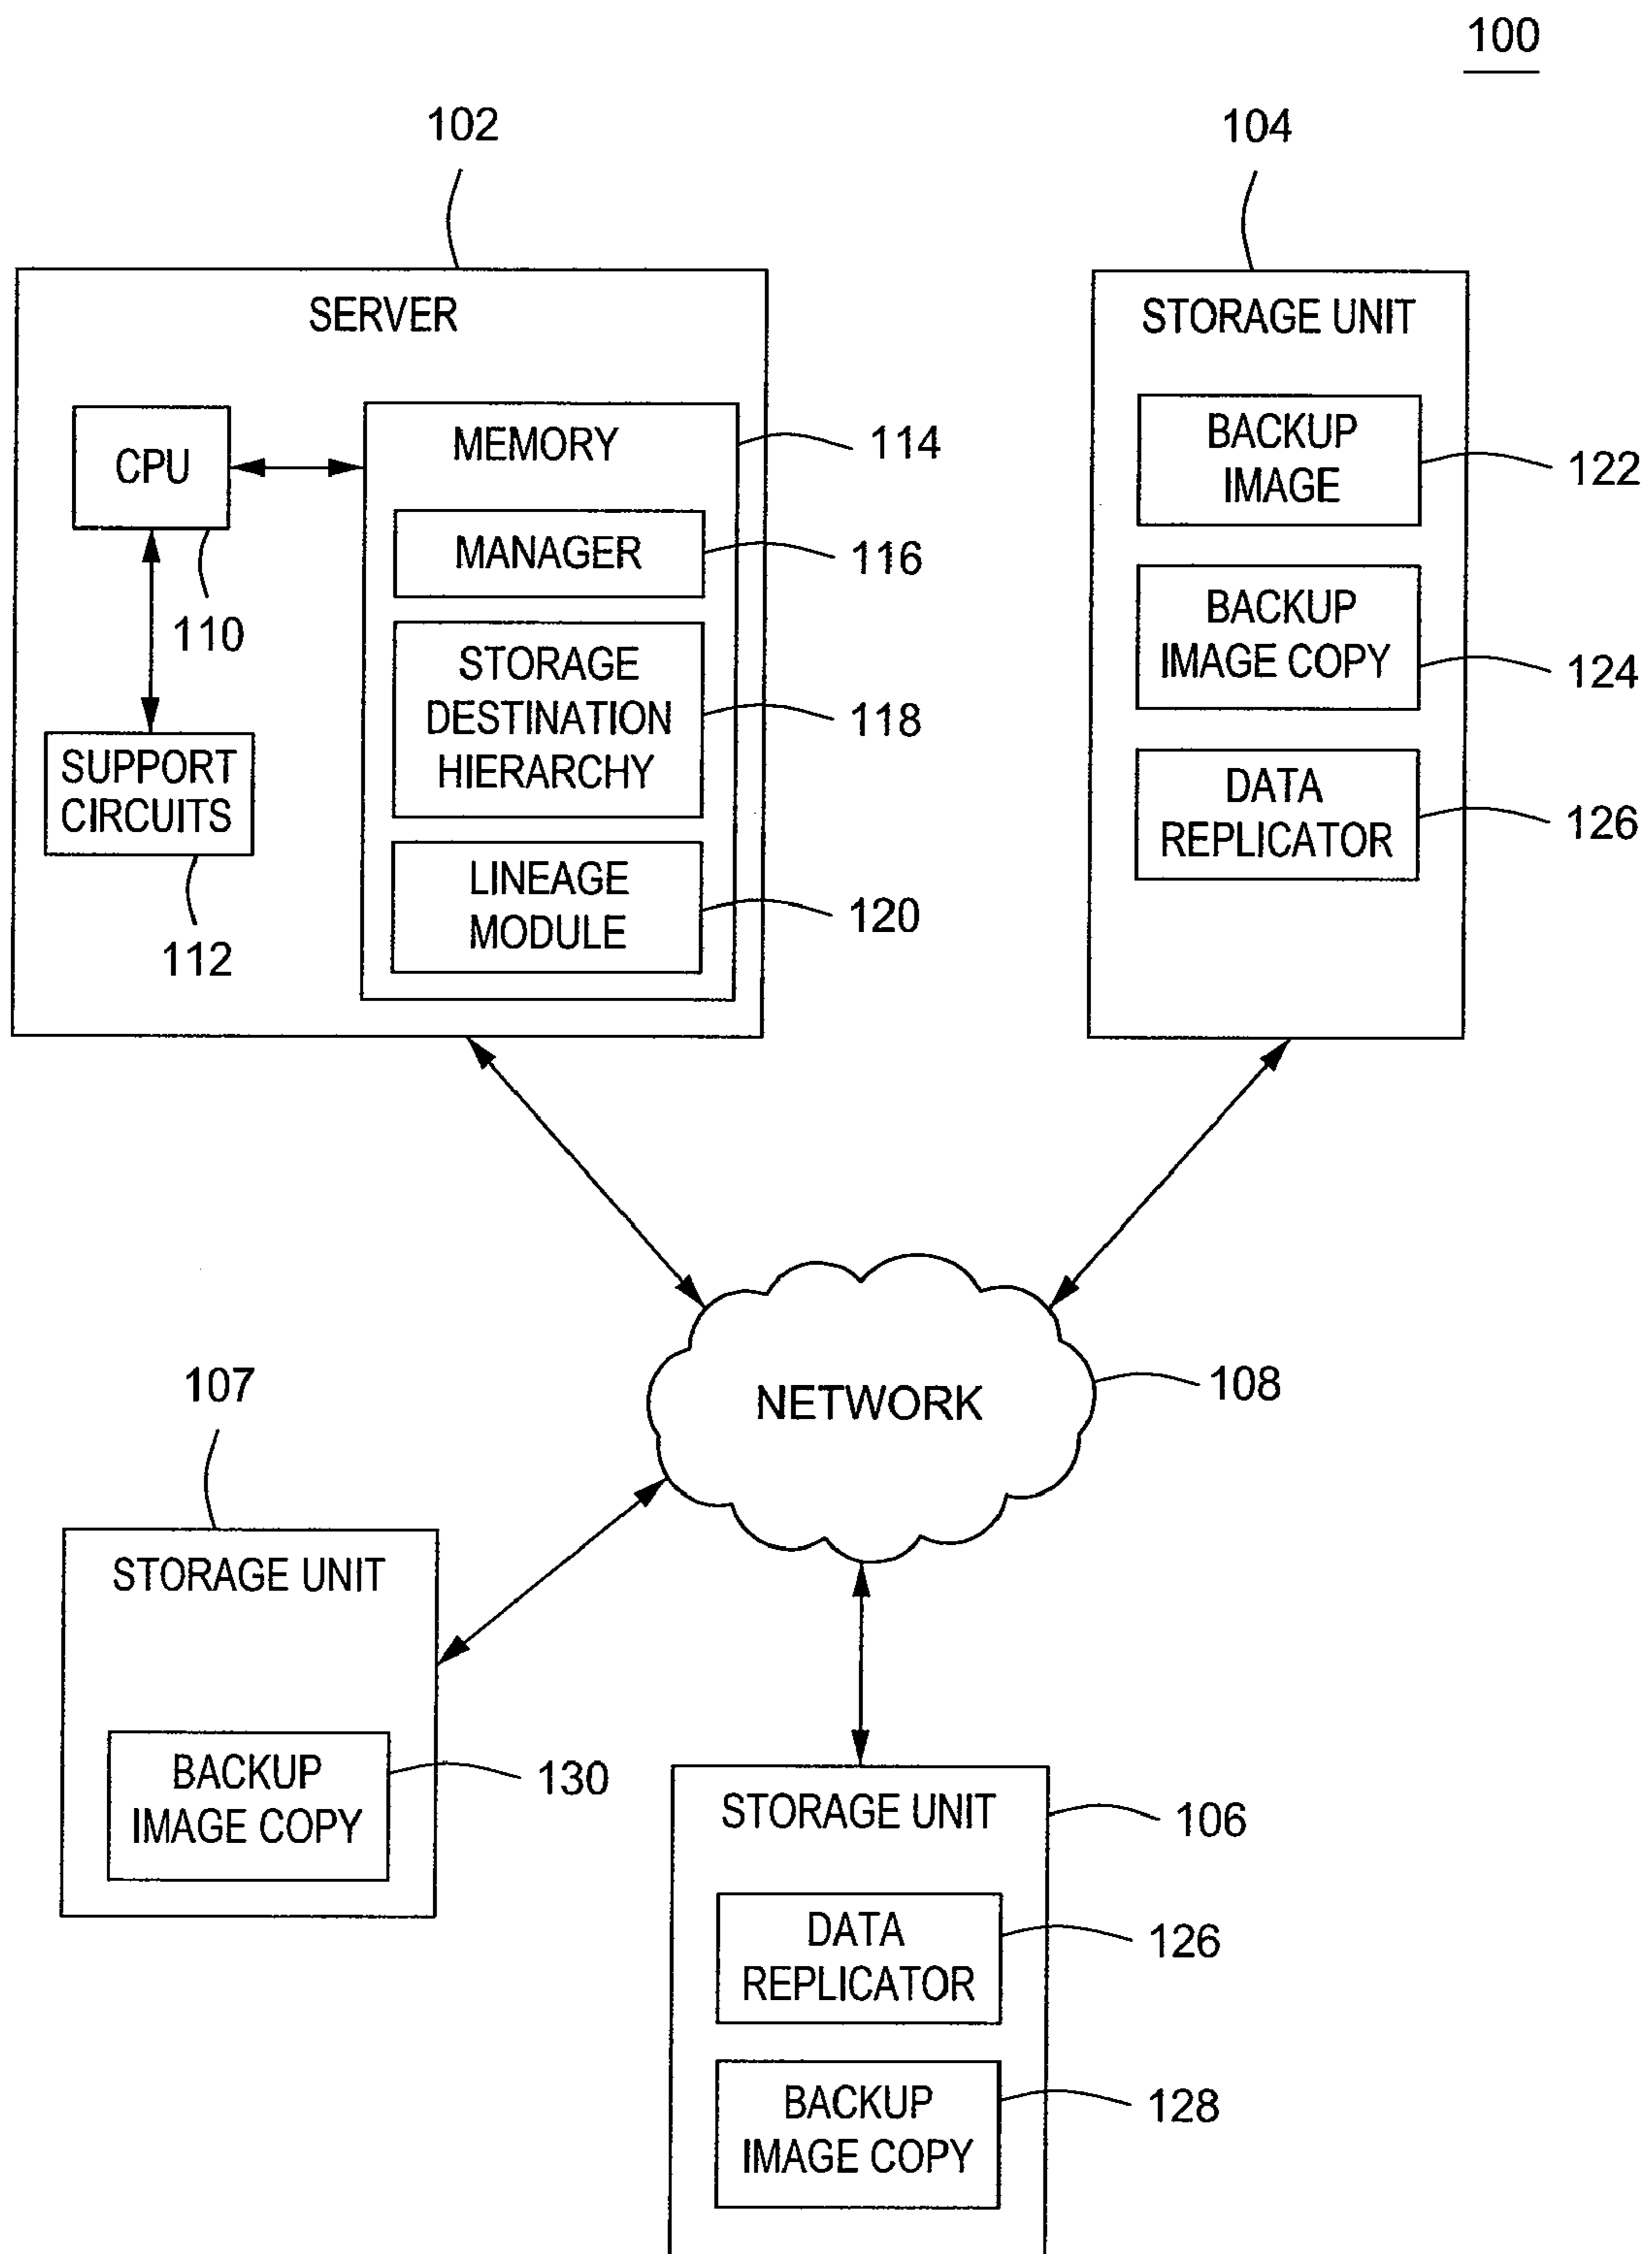 100
102
104
SERVER
CPU
110
SUPPORT
CIRCUITS
112
MEMORY
114
MANAGER
116
STORAGE
DESTINATION
HIERARCHY
118
LINEAGE
MODULE
120
STORAGE UNIT
BACKUP
IMAGE
122
BACKUP
IMAGE COPY
124
DATA
REPLICATOR
126
NETWORK
108
107
STORAGE UNIT
BACKUP
IMAGE COPY
130
STORAGE UNIT
106
DATA
REPLICATOR
126
BACKUP
IMAGE COPY
128